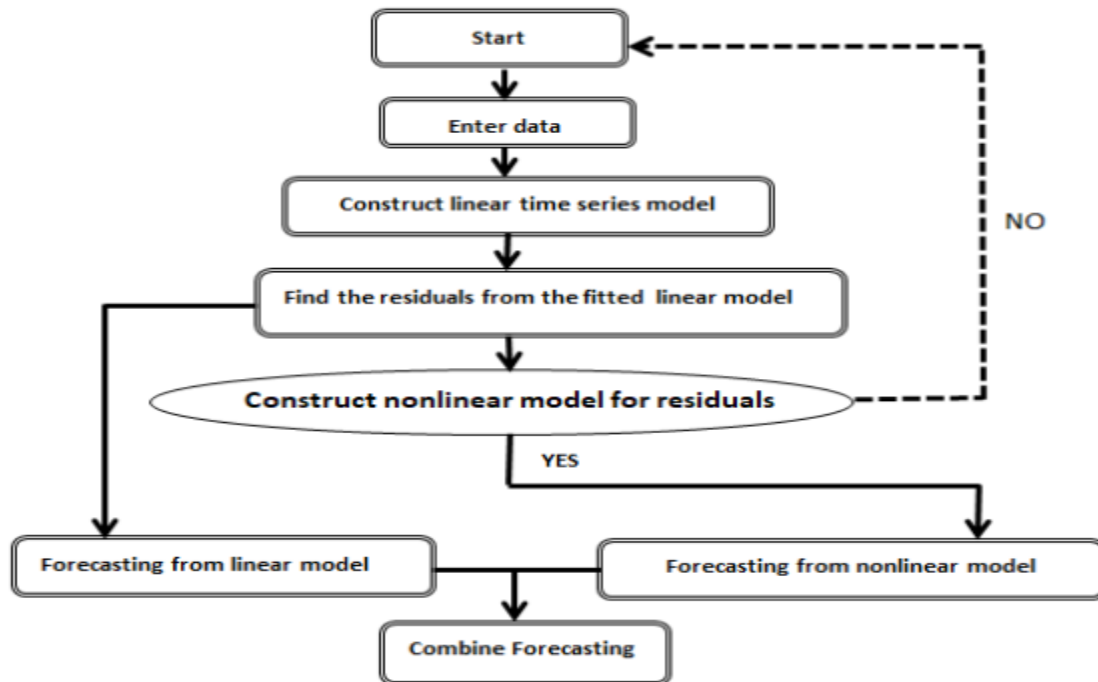 Start
Enter data
Construct linear time series model
NO
Find the residuals from the fitted linear model
Construct nonlinear model for residuals
YES
Forecasting from linear model
Forecasting from nonlinear model
Combine Forecasting